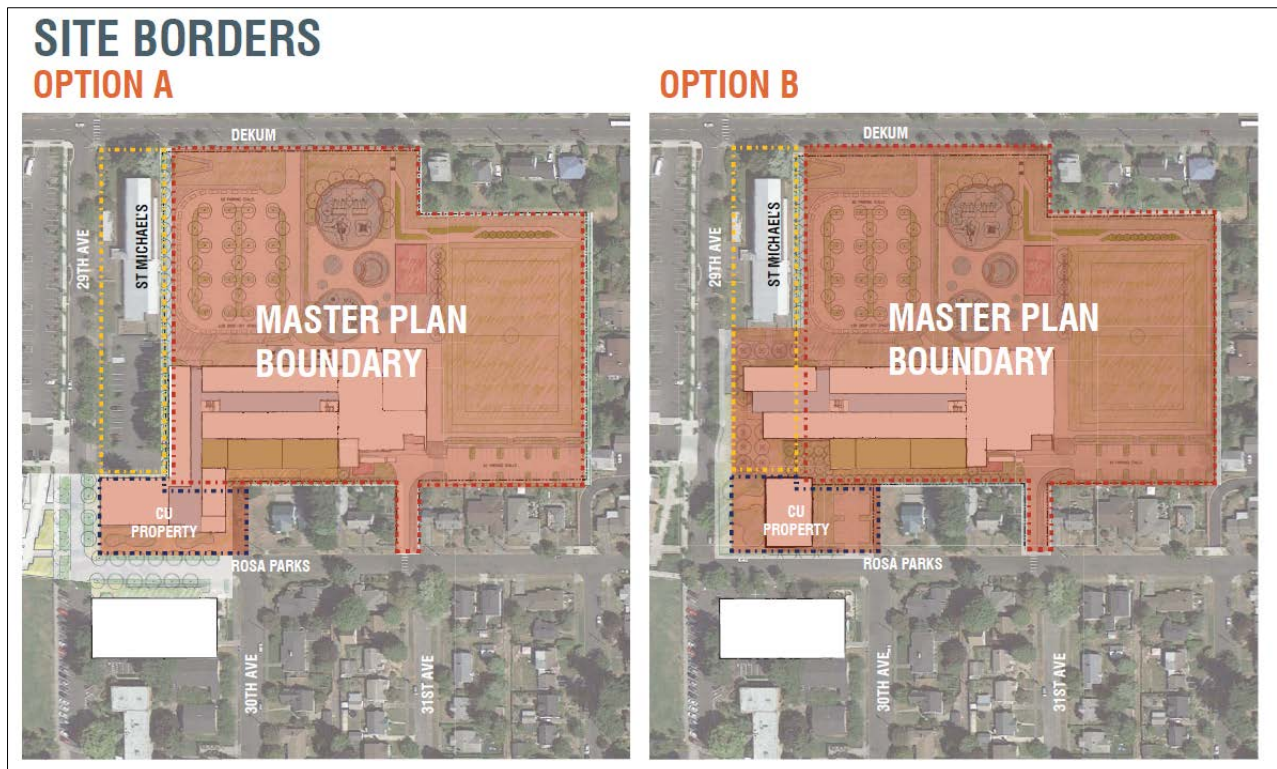 SITE BORDERS
OPTION A
OPTION B
DEKUM
29TH AVE
ST MICHAEL'S
MASTER PLAN
BOUNDARY
CU
PROPERTY
ROSA PARKS
30TH AVE
31ST AVE
DEKUM
29TH AVE
ST MICHAEL'S
MASTER PLAN
BOUNDARY
CU
PROPERTY
ROSA PARKS
30TH AVE
31ST AVE